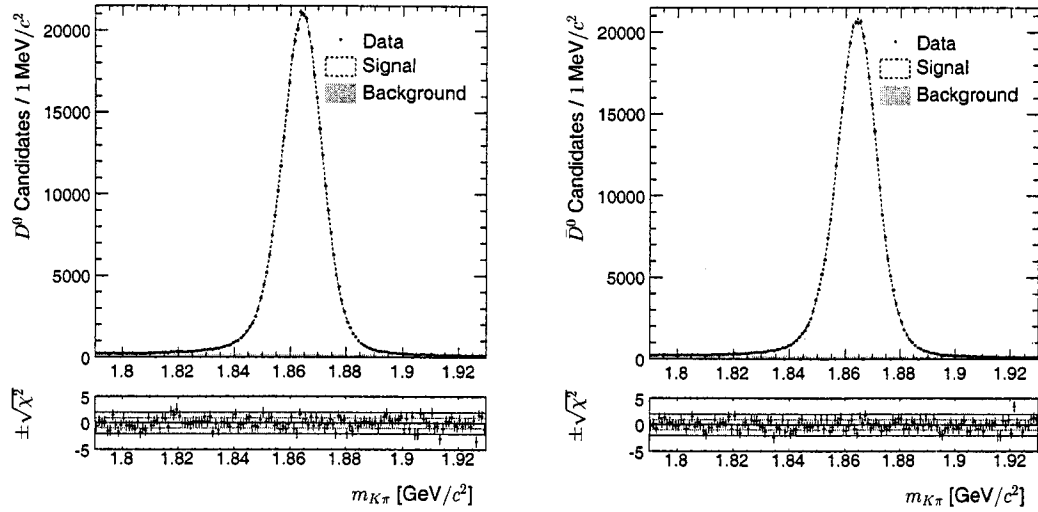 D⁰ Candidates / 1 MeV/c²
20000
15000
10000
5000
0
Data
Signal
Background
1.8 1.82 1.84 1.86 1.88 1.9 1.92
±√χ²
5
0
-5
1.8 1.82 1.84 1.86 1.88 1.9 1.92
m_{Kπ} [GeV/c²]
D̄⁰ Candidates / 1 MeV/c²
20000
15000
10000
5000
0
Data
Signal
Background
1.8 1.82 1.84 1.86 1.88 1.9 1.92
±√χ²
5
0
-5
1.8 1.82 1.84 1.86 1.88 1.9 1.92
m_{Kπ} [GeV/c²]